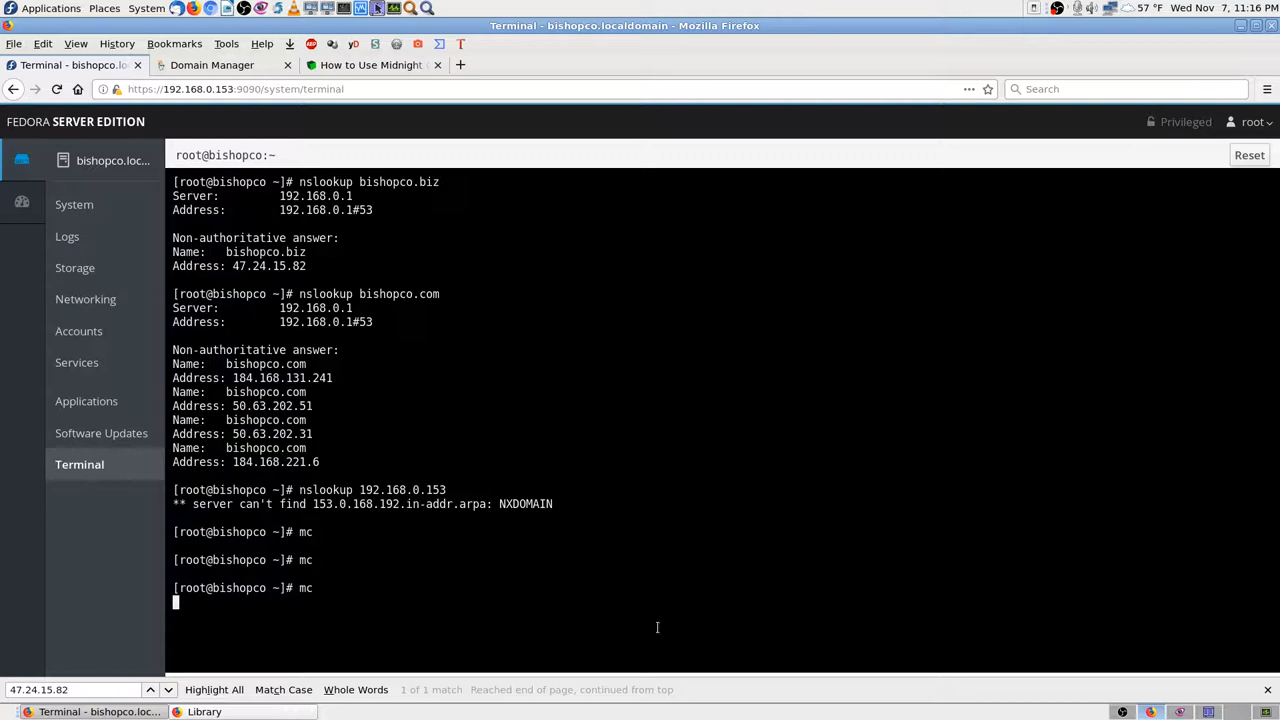 Applications Places System 57 °F Wed Nov 7, 11:16 PM
Terminal - bishopco.localdomain - Mozilla Firefox
File Edit View History Bookmarks Tools Help
Terminal - bishopco.lo Domain Manager How to Use Midnight
https://192.168.0.153:9090/system/terminal Search
FEDORA SERVER EDITION Privileged root
bishopco.loc... root@bishopco:~ Reset
System
Logs
Storage
Networking
Accounts
Services
Applications
Software Updates
Terminal
[root@bishopco ~]# nslookup bishopco.biz
Server: 192.168.0.1
Address: 192.168.0.1#53
Non-authoritative answer:
Name: bishopco.biz
Address: 47.24.15.82
[root@bishopco ~]# nslookup bishopco.com
Server: 192.168.0.1
Address: 192.168.0.1#53
Non-authoritative answer:
Name: bishopco.com
Address: 184.168.131.241
Name: bishopco.com
Address: 50.63.202.51
Name: bishopco.com
Address: 50.63.202.31
Name: bishopco.com
Address: 184.168.221.6
[root@bishopco ~]# nslookup 192.168.0.153
** server can't find 153.0.168.192.in-addr.arpa: NXDOMAIN
[root@bishopco ~]# mc
[root@bishopco ~]# mc
[root@bishopco ~]# mc
47.24.15.82 Highlight All Match Case Whole Words 1 of 1 match Reached end of page, continued from top
Terminal - bishopco.loc... Library